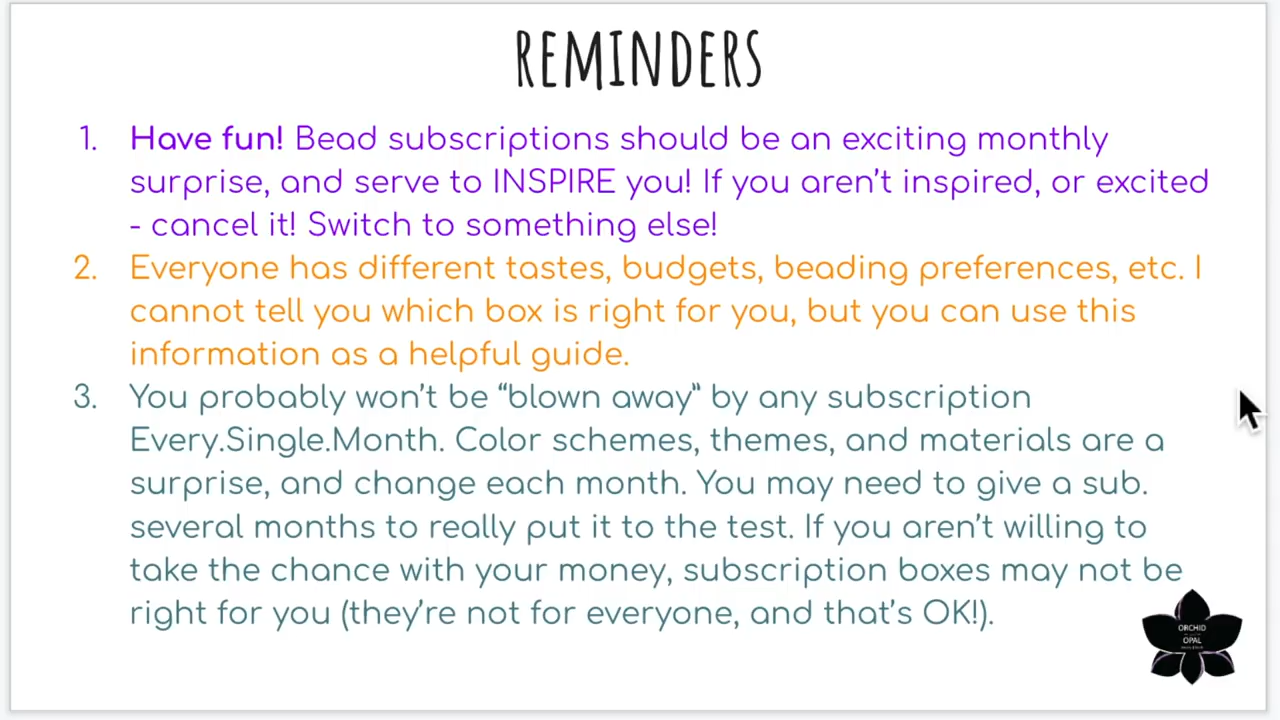 REMINDERS
1. Have fun! Bead subscriptions should be an exciting monthly
surprise, and serve to INSPIRE you! If you aren't inspired, or excited
- cancel it! Switch to something else!
2. Everyone has different tastes, budgets, beading preferences, etc. I
cannot tell you which box is right for you, but you can use this
information as a helpful guide.
3. You probably won't be “blown away” by any subscription
Every.Single.Month. Color schemes, themes, and materials are a
surprise, and change each month. You may need to give a sub.
several months to really put it to the test. If you aren't willing to
take the chance with your money, subscription boxes may not be
right for you (they're not for everyone, and that's OK!).
ORCHID
OPAL